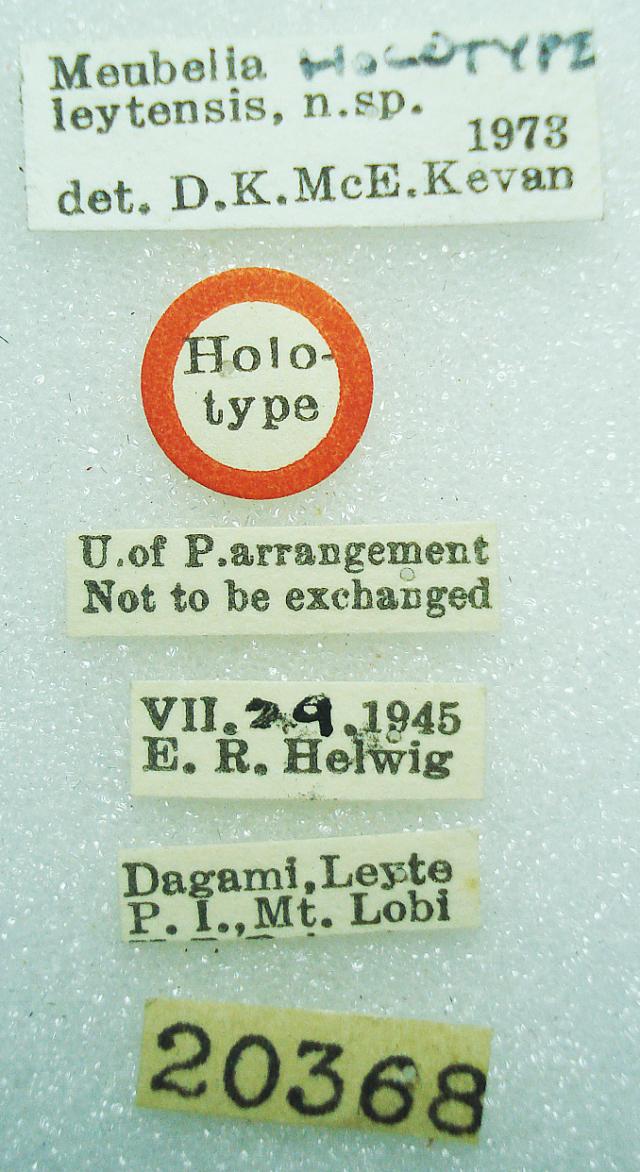 Meubelia HOLOTYPE
leytensis, n.sp.
1973
det. D.K.McE.Kevan
Holo-
type
U.of P.arrangement
Not to be exchanged
VII.29.1945
E. R. Helwig
Dagami,Leyte
P. I.,Mt. Lobi
20368